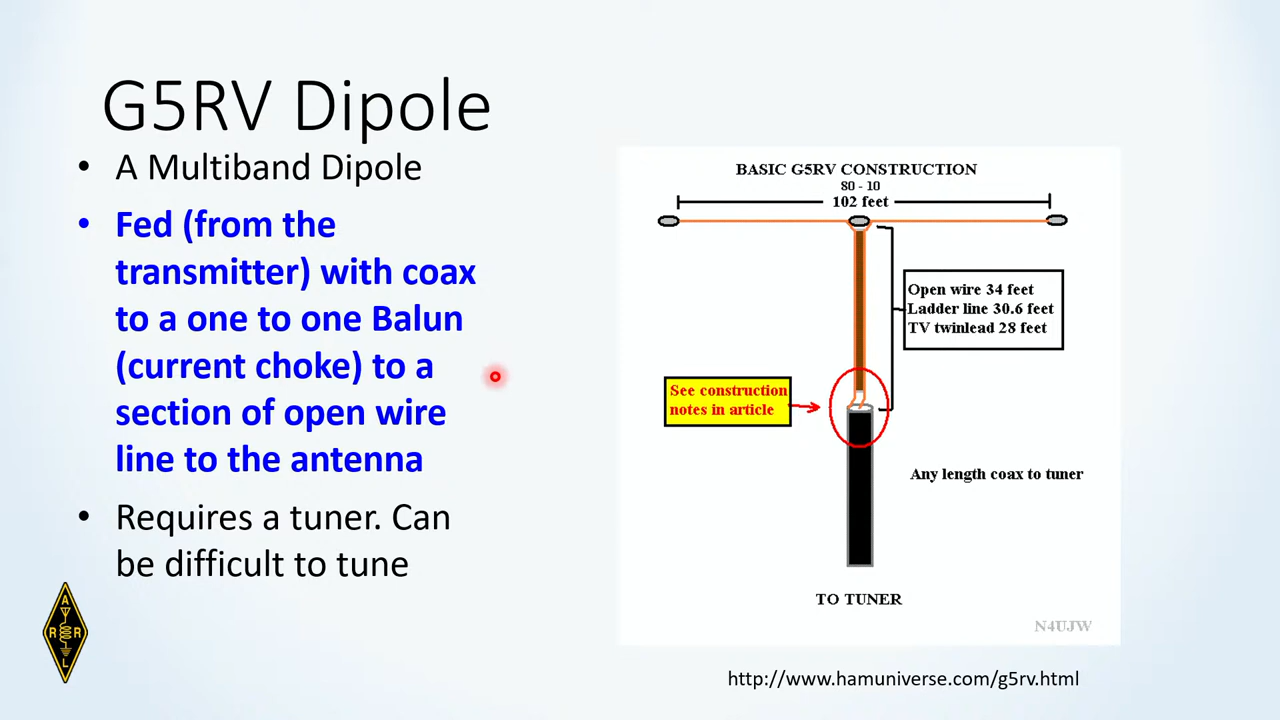 G5RV Dipole
• A Multiband Dipole
• Fed (from the
transmitter) with coax
to a one to one Balun
(current choke) to a
section of open wire
line to the antenna
• Requires a tuner. Can
be difficult to tune
A
R R
L
BASIC G5RV CONSTRUCTION
80 - 10
102 feet
Open wire 34 feet
Ladder line 30.6 feet
TV twinlead 28 feet
See construction
notes in article
Any length coax to tuner
TO TUNER
N4UJW
http://www.hamuniverse.com/g5rv.html